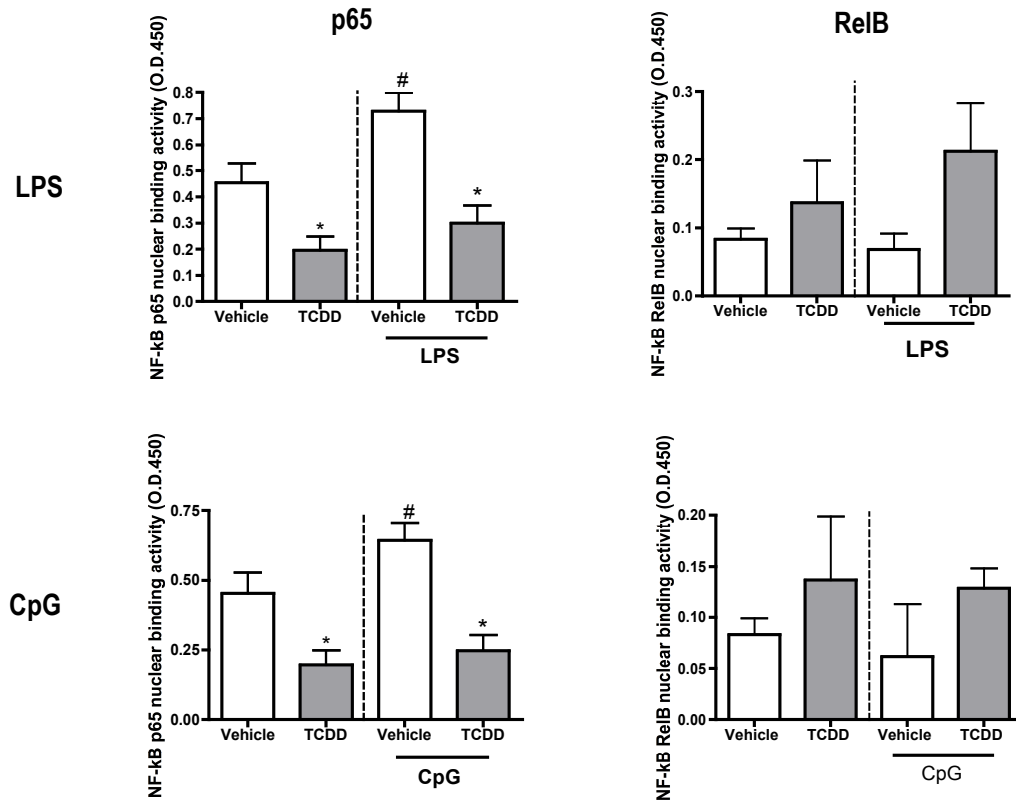 p65
RelB
LPS
NF-kB p65 nuclear binding activity (O.D.450)
0.8
0.7
0.6
0.5
0.4
0.3
0.2
0.1
0.0
#
*
*
Vehicle TCDD Vehicle TCDD
LPS
NF-kB RelB nuclear binding activity (O.D.450)
0.3
0.2
0.1
0.0
Vehicle TCDD Vehicle TCDD
LPS
CpG
NF-kB p65 nuclear binding activity (O.D.450)
0.75
0.50
0.25
0.00
#
*
*
Vehicle TCDD Vehicle TCDD
CpG
NF-kB RelB nuclear binding activity (O.D.450)
0.20
0.15
0.10
0.05
0.00
Vehicle TCDD Vehicle TCDD
CpG